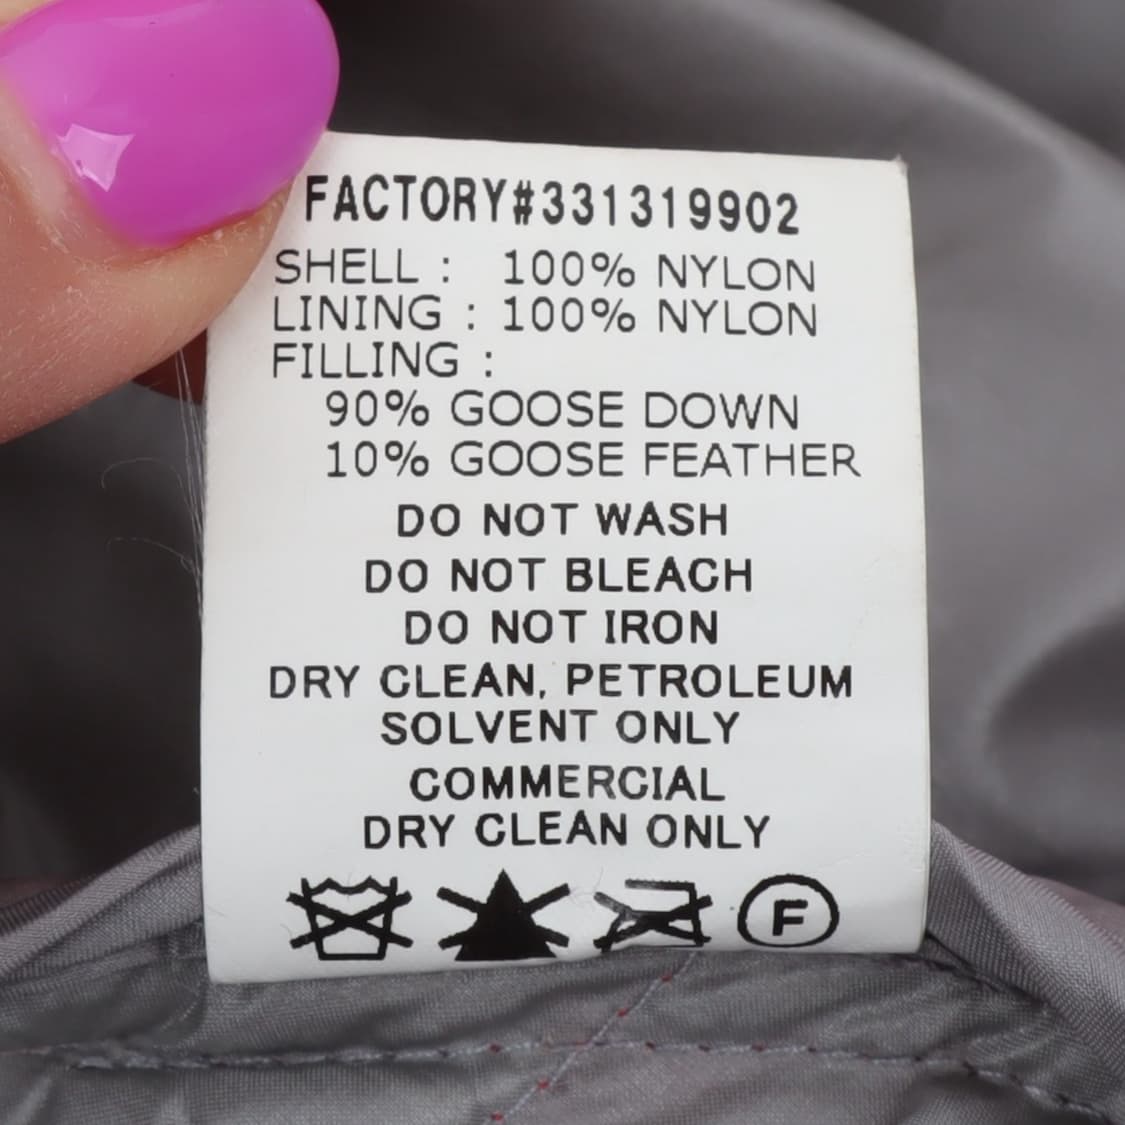 FACTORY#331319902
SHELL : 100% NYLON
LINING : 100% NYLON
FILLING :
90% GOOSE DOWN
10% GOOSE FEATHER
DO NOT WASH
DO NOT BLEACH
DO NOT IRON
DRY CLEAN, PETROLEUM
SOLVENT ONLY
COMMERCIAL
DRY CLEAN ONLY
F